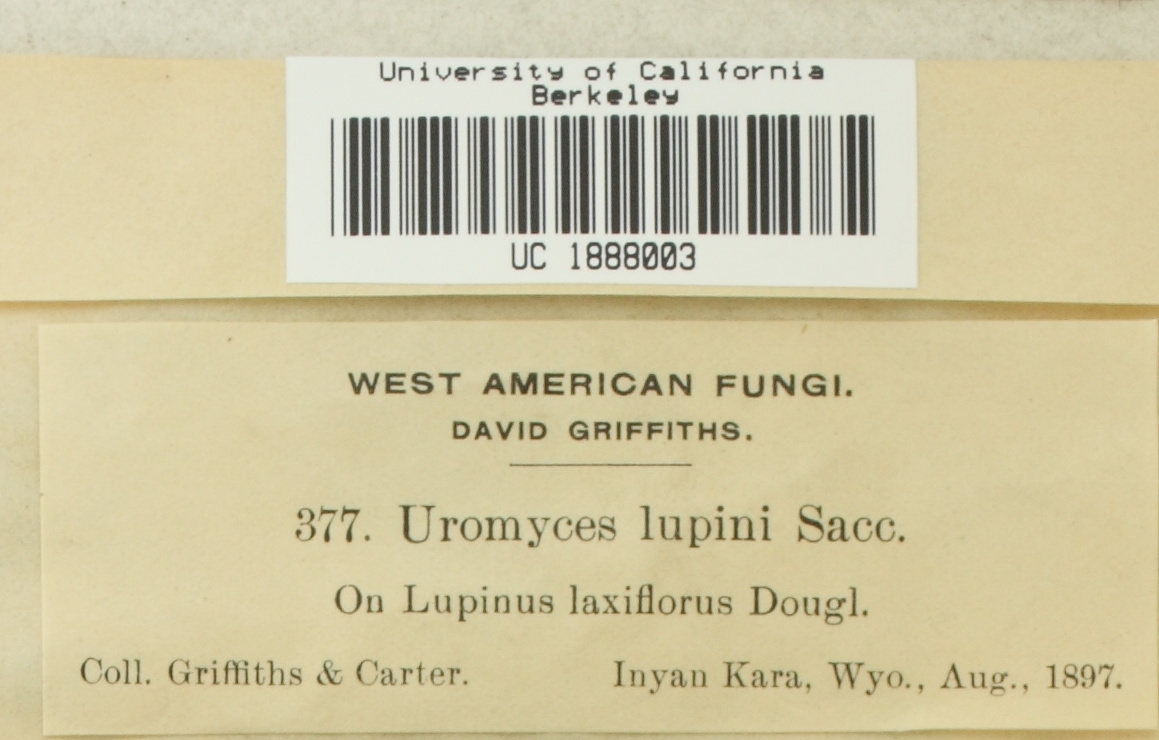 University of California
Berkeley
UC 1888003
WEST AMERICAN FUNGI.
DAVID GRIFFITHS.
377. Uromyces lupini Sacc.
On Lupinus laxiflorus Dougl.
Coll. Griffiths & Carter. Inyan Kara, Wyo., Aug., 1897.